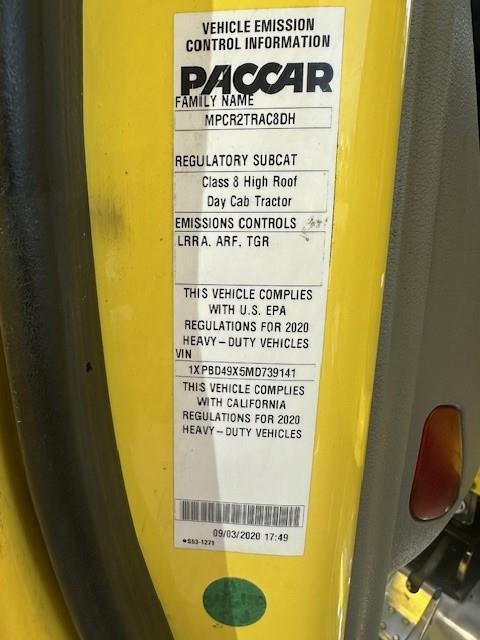 VEHICLE EMISSION
CONTROL INFORMATION
PACCAR
FAMILY NAME
MPCR2TRAC8DH
REGULATORY SUBCAT
Class 8 High Roof
Day Cab Tractor
EMISSIONS CONTROLS
LRRA, ARF, TGR
THIS VEHICLE COMPLIES
WITH U.S. EPA
REGULATIONS FOR 2020
HEAVY-DUTY VEHICLES
VIN
1XPBD49X5MD739141
THIS VEHICLE COMPLIES
WITH CALIFORNIA
REGULATIONS FOR 2020
HEAVY-DUTY VEHICLES
09/03/2020 17:49
*S53-1271